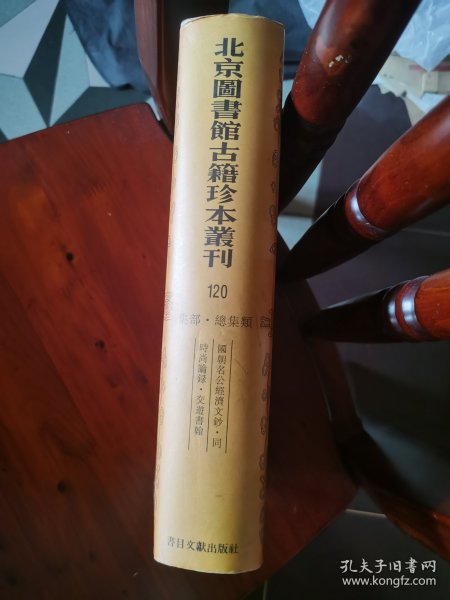 北京圖書館古籍珍本叢刊
120
集部·總集類
國朝名公經濟文鈔·同
時尚論録·交遊書翰
書目文獻出版社
孔夫子旧书网
www.kongfz.com